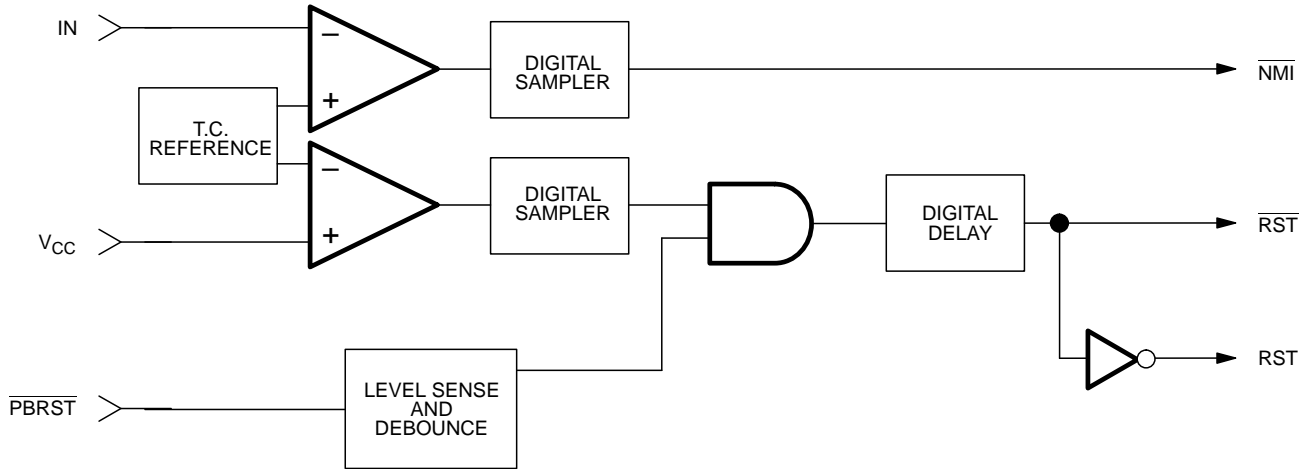 IN
−
+
DIGITAL
SAMPLER
NMI
T.C.
REFERENCE
−
+
DIGITAL
SAMPLER
VCC
DIGITAL
DELAY
RST
RST
LEVEL SENSE
AND
DEBOUNCE
PBRST